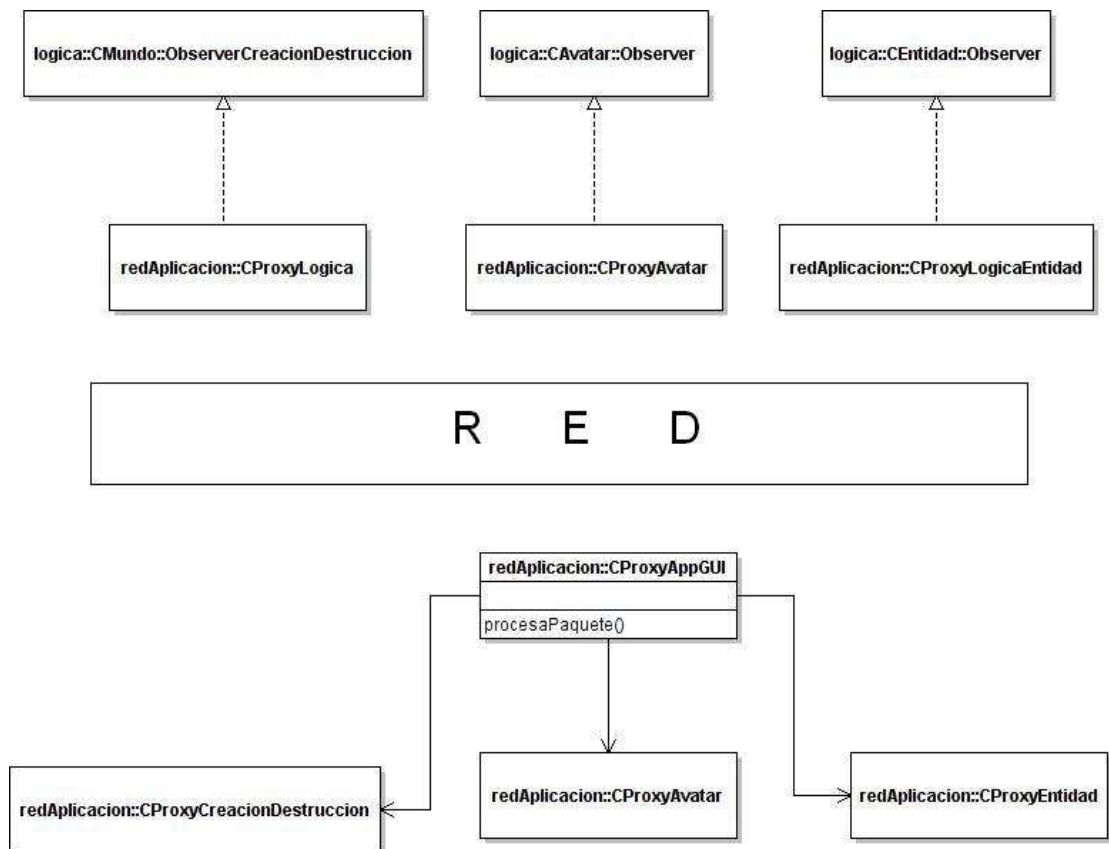 logica::CMundo::ObserverCreacionDestruccion
logica::CAvatar::Observer
logica::CEntidad::Observer
redAplicacion::CProxyLogica
redAplicacion::CProxyAvatar
redAplicacion::CProxyLogicaEntidad
R E D
redAplicacion::CProxyAppGUI
procesaPaquete()
redAplicacion::CProxyCreacionDestruccion
redAplicacion::CProxyAvatar
redAplicacion::CProxyEntidad